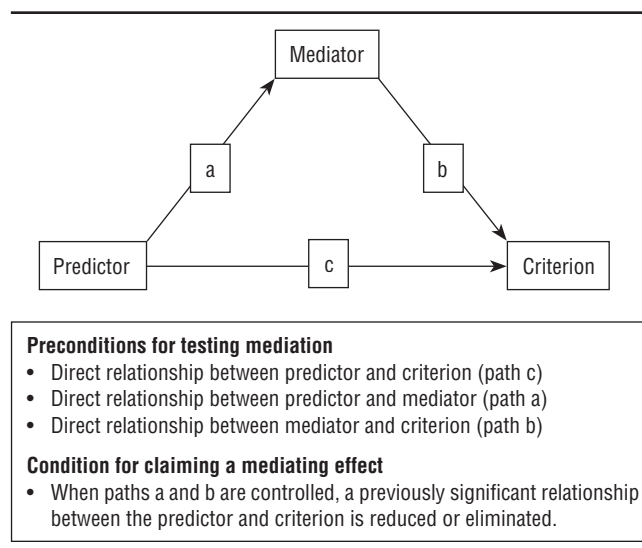 Mediator
a
b
Predictor
c
Criterion
Preconditions for testing mediation
• Direct relationship between predictor and criterion (path c)
• Direct relationship between predictor and mediator (path a)
• Direct relationship between mediator and criterion (path b)
Condition for claiming a mediating effect
• When paths a and b are controlled, a previously significant relationship
between the predictor and criterion is reduced or eliminated.